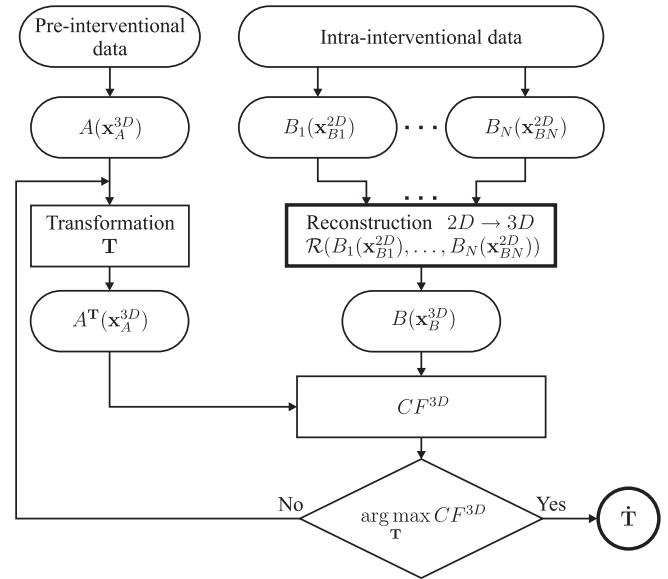 Pre-interventional
data
Intra-interventional data
A(𝐱_A^{3D})
B_1(𝐱_{B1}^{2D})
. . .
B_N(𝐱_{BN}^{2D})
. . .
Transformation
𝐓
Reconstruction 2D → 3D
ℛ(B_1(𝐱_{B1}^{2D}), . . . , B_N(𝐱_{BN}^{2D}))
A^𝐓(𝐱_A^{3D})
B(𝐱_B^{3D})
CF^{3D}
No
arg max CF^{3D}
𝐓
Yes
𝐓̇